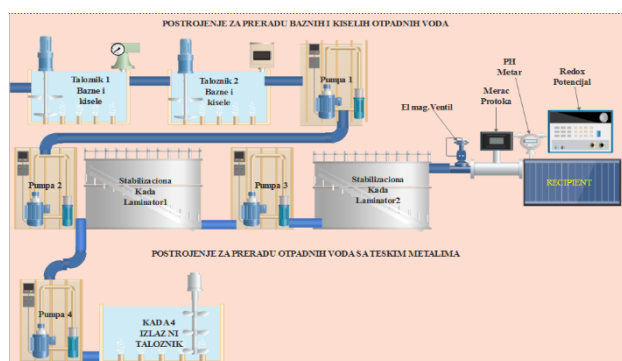 POSTROJENJE ZA PRERADU BAZNIH I KISELIH OTPADNIH VODA
Taloznik 1
Bazne i
kisele
Taloznik 2
Bazne i
kisele
Pumpa 1
El mag.Ventil
Merac
Protoka
PH
Metar
Redox
Potencijal
Pumpa 2
Stabilizaciona
Kada
Laminator1
Pumpa 3
Stabilizaciona
Kada
Laminator2
RECIPIENT
POSTROJENJE ZA PRERADU OTPADNIH VODA SA TESKIM METALIMA
Pumpa 4
KADA 4
IZLAZNI
TALOZNIK